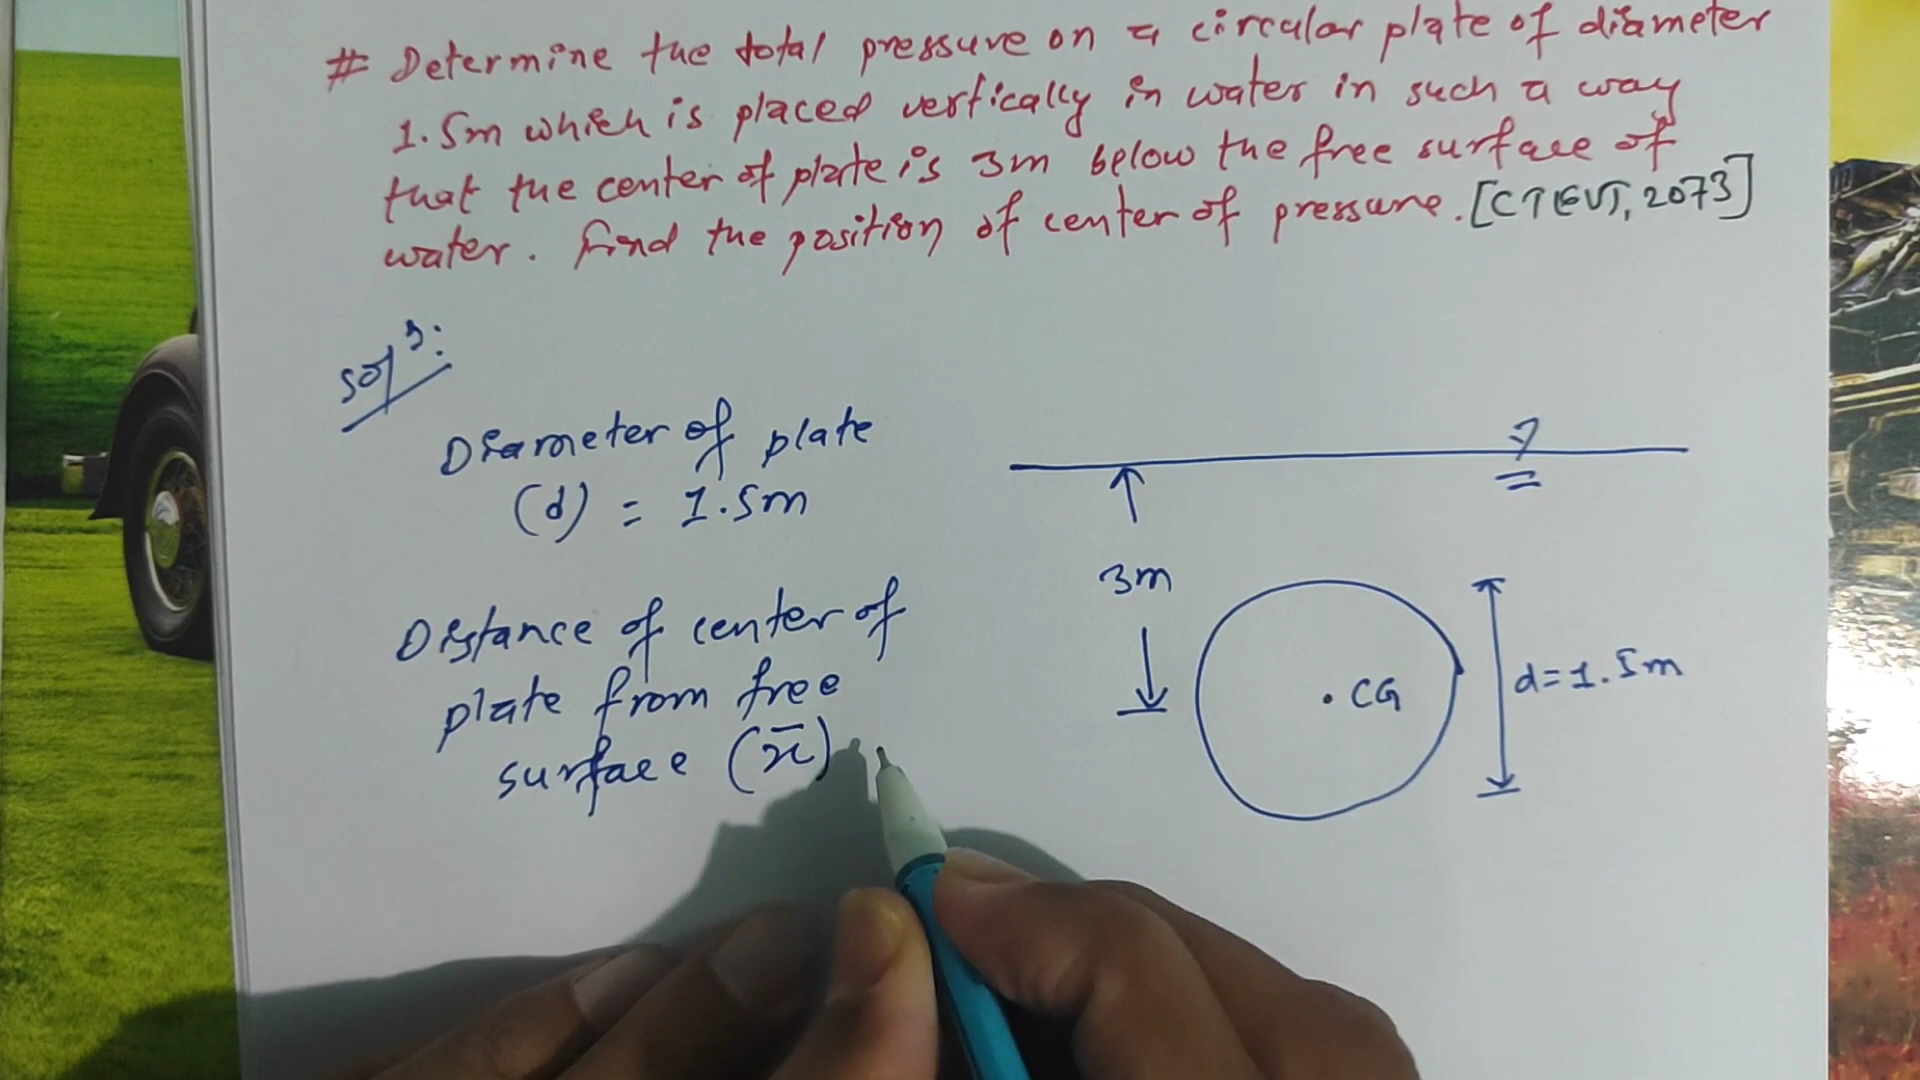 # Determine the total pressure on a circular plate of diameter
1.5m which is placed vertically in water in such a way
that the center of plate is 3m below the free surface of
water. Find the position of center of pressure. [CTEVT, 2073]
Solⁿ:
Diameter of plate
(d) = 1.5m
Distance of center of
plate from free
surface (x̄)
3m
CG
d=1.5m